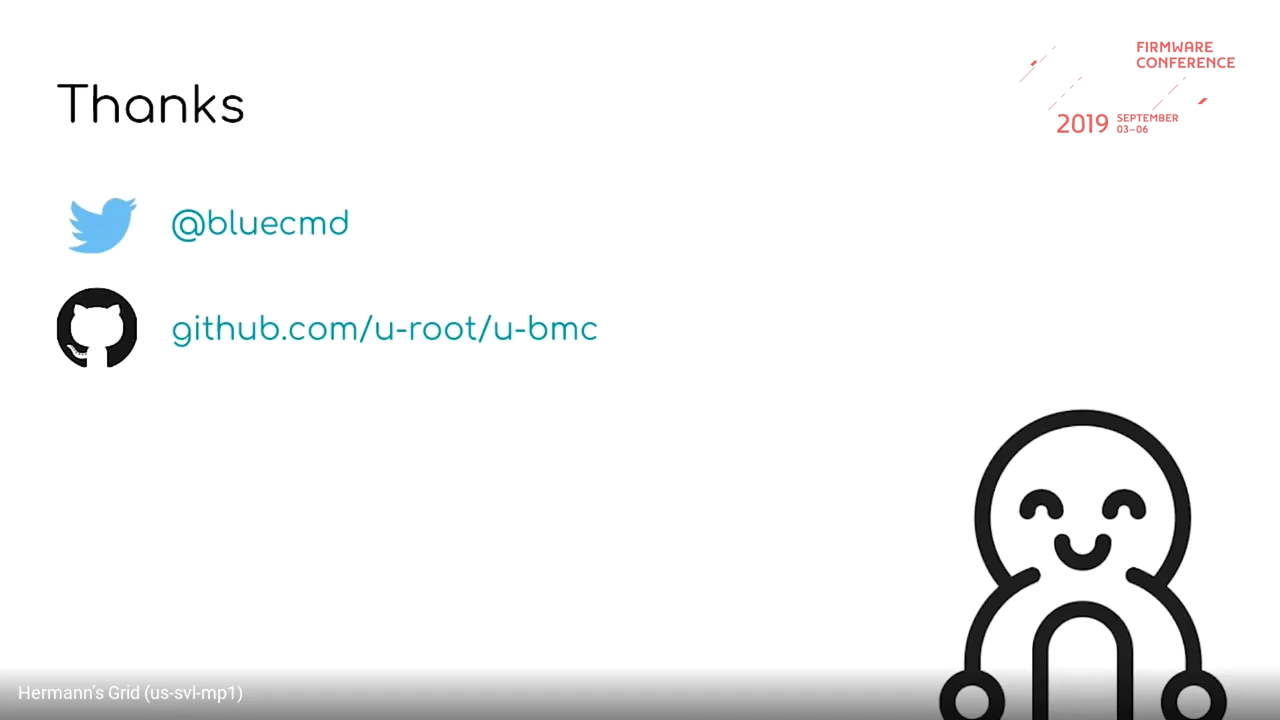 FIRMWARE
CONFERENCE
2019 SEPTEMBER
03–06
Thanks
@bluecmd
github.com/u-root/u-bmc
Hermann's Grid (us-svl-mp1)